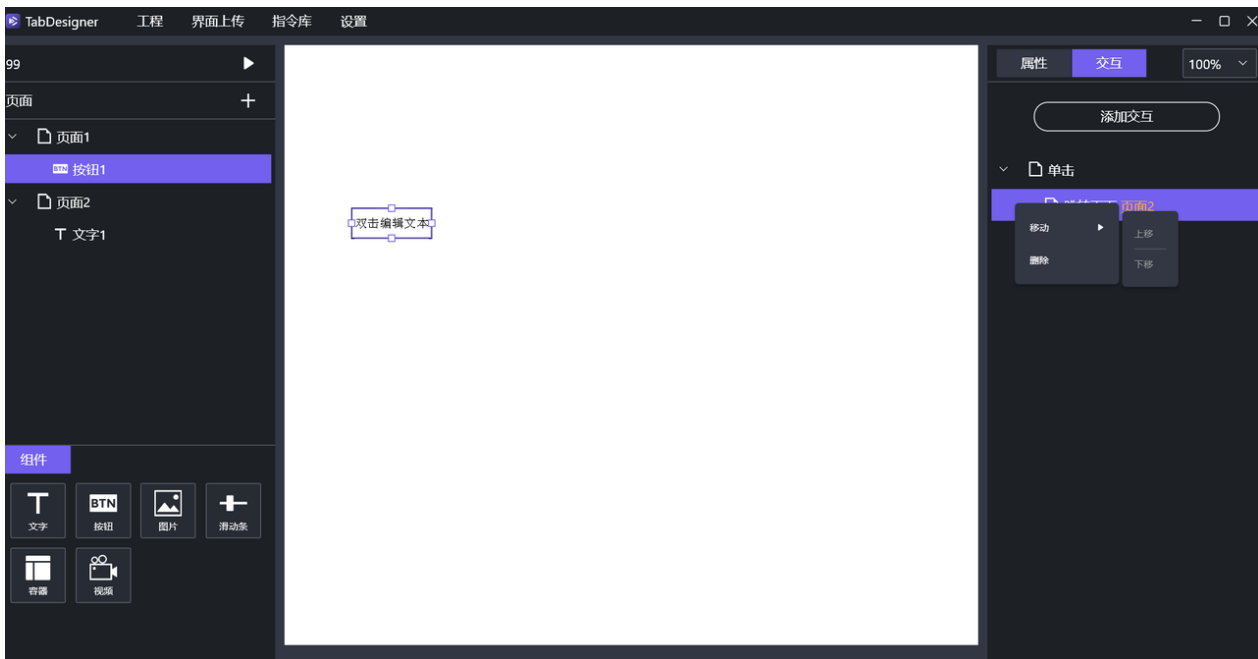 TabDesigner 工程 界面上传 指令库 设置
99
页面
页面1
BTN 按钮1
页面2
T 文字1
组件
T 文字
BTN 按钮
图片
滑动条
容器
视频
双击编辑文本
属性 交互 100%
添加交互
单击
页面2
移动
删除
上移
下移